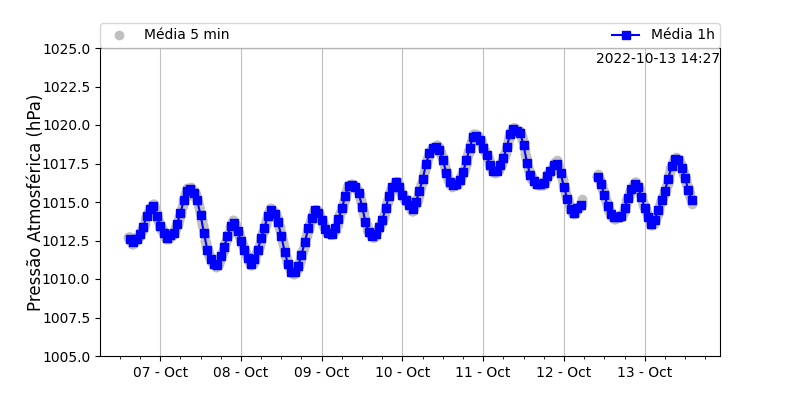 Média 5 min
Média 1h
2022-10-13 14:27
Pressão Atmosférica (hPa)
1025.0
1022.5
1020.0
1017.5
1015.0
1012.5
1010.0
1007.5
1005.0
07 - Oct
08 - Oct
09 - Oct
10 - Oct
11 - Oct
12 - Oct
13 - Oct